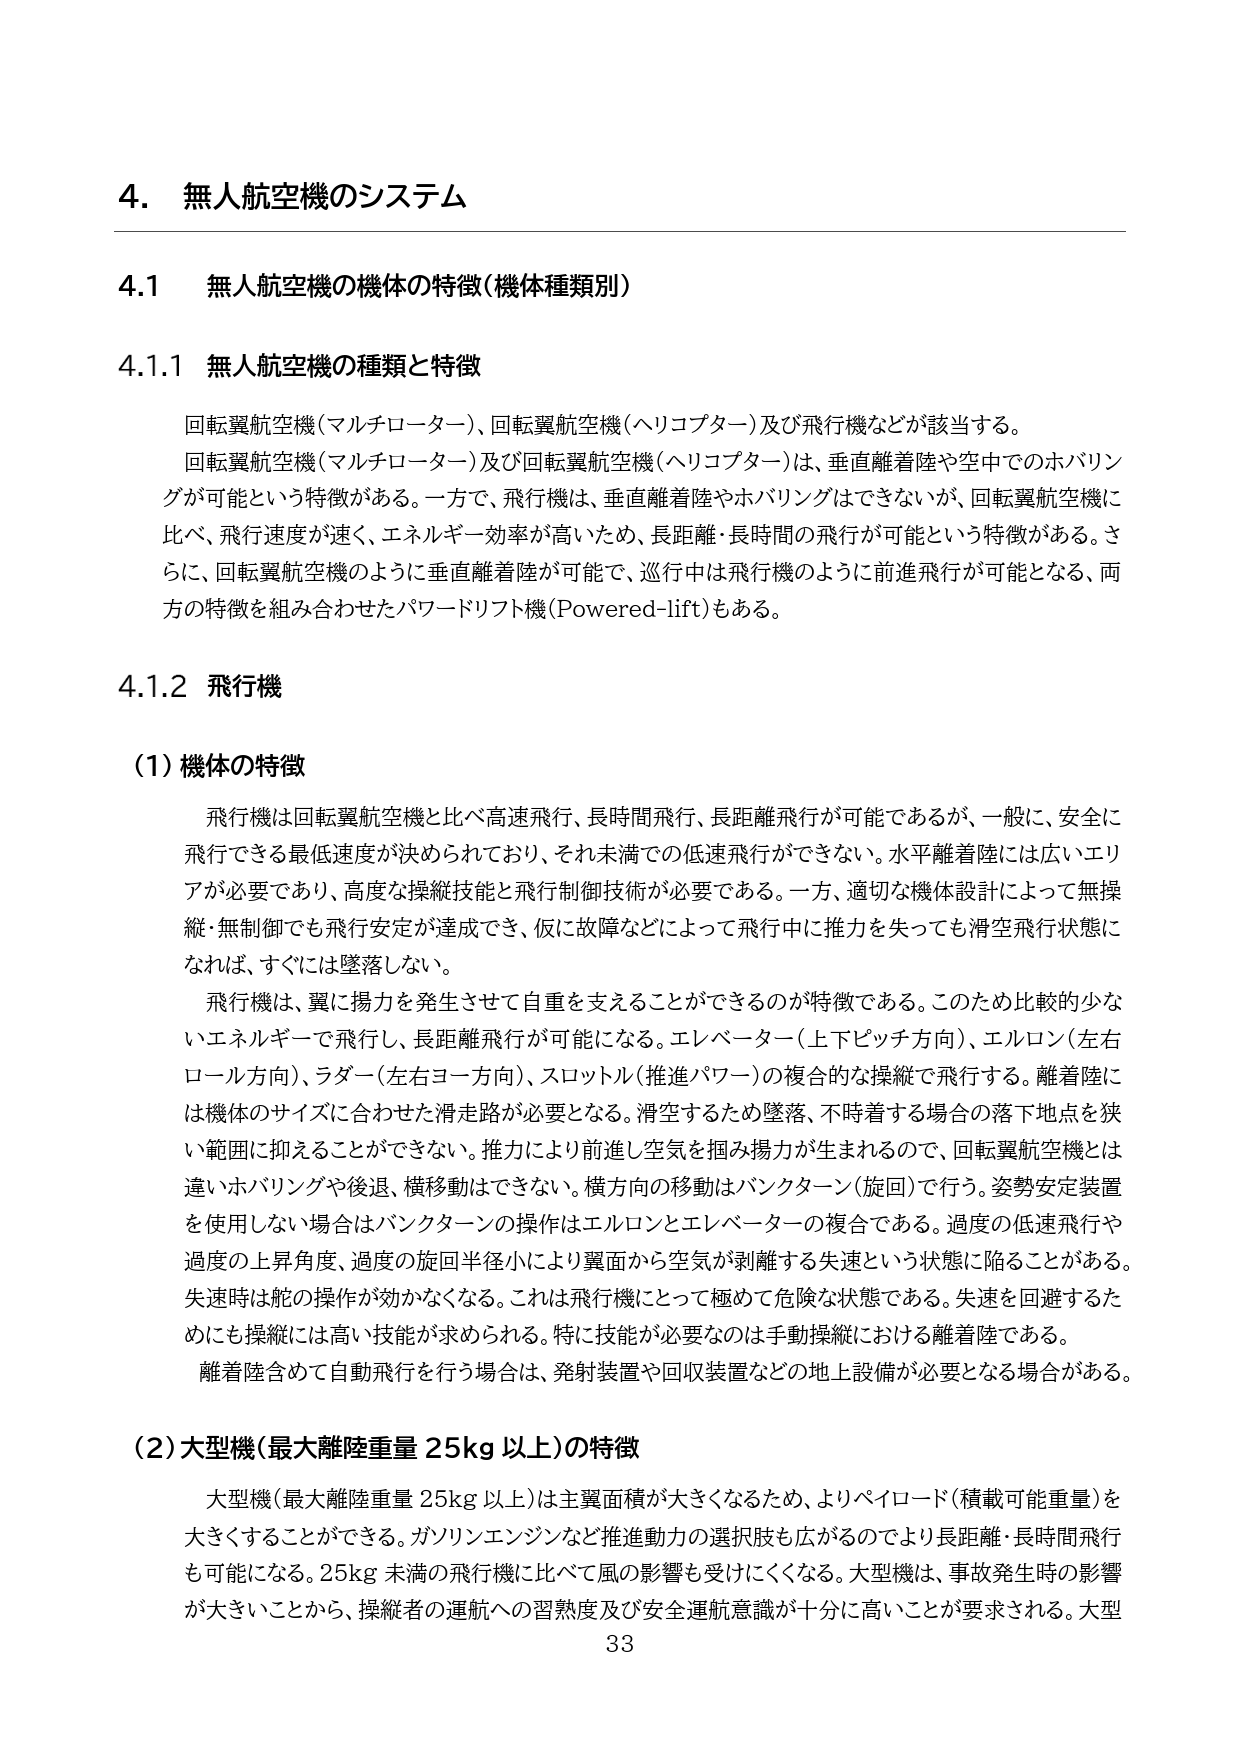 4. 無人航空機のシステム
4.1 無人航空機の機体の特徴(機体種類別)
4.1.1 無人航空機の種類と特徴
回転翼航空機(マルチローター)、回転翼航空機(ヘリコプター)及び飛行機などが該当する。
回転翼航空機(マルチローター)及び回転翼航空機(ヘリコプター)は、垂直離着陸や空中でのホバリン
グが可能という特徴がある。一方で、飛行機は、垂直離着陸やホバリングはできないが、回転翼航空機に
比べ、飛行速度が速く、エネルギー効率が高いため、長距離・長時間の飛行が可能という特徴がある。さ
らに、回転翼航空機のように垂直離着陸が可能で、巡行中は飛行機のように前進飛行が可能となる、両
方の特徴を組み合わせたパワードリフト機(Powered-lift)もある。
4.1.2 飛行機
(1) 機体の特徴
飛行機は回転翼航空機と比べ高速飛行、長時間飛行、長距離飛行が可能であるが、一般に、安全に
飛行できる最低速度が決められており、それ未満での低速飛行ができない。水平離着陸には広いエリ
アが必要であり、高度な操縦技能と飛行制御技術が必要である。一方、適切な機体設計によって無操
縦・無制御でも飛行安定が達成でき、仮に故障などによって飛行中に推力を失っても滑空飛行状態に
なれば、すぐには墜落しない。
飛行機は、翼に揚力を発生させて自重を支えることができるのが特徴である。このため比較的少な
いエネルギーで飛行し、長距離飛行が可能になる。エレベーター(上下ピッチ方向)、エルロン(左右
ロール方向)、ラダー(左右ヨー方向)、スロットル(推進パワー)の複合的な操縦で飛行する。離着陸に
は機体のサイズに合わせた滑走路が必要となる。滑空するため墜落、不時着する場合の落下地点を狭
い範囲に抑えることができない。推力により前進し空気を掴み揚力が生まれるので、回転翼航空機とは
違いホバリングや後退、横移動はできない。横方向の移動はバンクターン(旋回)で行う。姿勢安定装置
を使用しない場合はバンクターンの操作はエルロンとエレベーターの複合である。過度の低速飛行や
過度の上昇角度、過度の旋回半径小により翼面から空気が剥離する失速という状態に陥ることがある。
失速時は舵の操作が効かなくなる。これは飛行機にとって極めて危険な状態である。失速を回避するた
めにも操縦には高い技能が求められる。特に技能が必要なのは手動操縦における離着陸である。
離着陸含めて自動飛行を行う場合は、発射装置や回収装置などの地上設備が必要となる場合がある。
(2) 大型機(最大離陸重量 25kg 以上)の特徴
大型機(最大離陸重量 25kg 以上)は主翼面積が大きくなるため、よりペイロード(積載可能重量)を
大きくすることができる。ガソリンエンジンなど推進動力の選択肢も広がるのでより長距離・長時間飛行
も可能になる。25kg 未満の飛行機に比べて風の影響も受けにくくなる。大型機は、事故発生時の影響
が大きいことから、操縦者の運航への習熟度及び安全運航意識が十分に高いことが要求される。大型
33